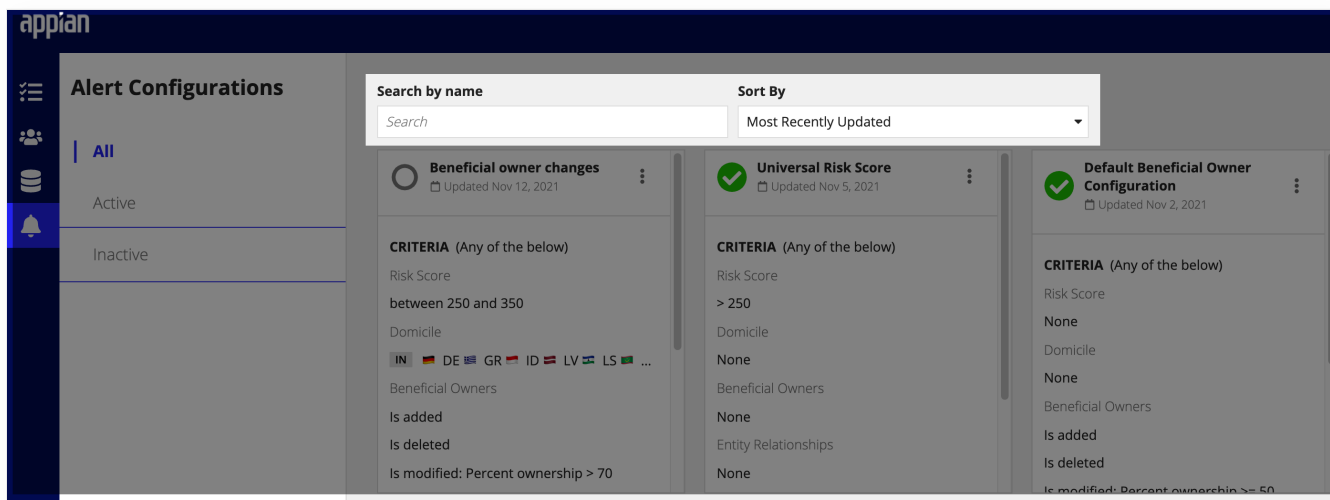 appian
Alert Configurations
All
Active
Inactive
Search by name
Search
Sort By
Most Recently Updated
Beneficial owner changes
Updated Nov 12, 2021
CRITERIA (Any of the below)
Risk Score
between 250 and 350
Domicile
IN DE GR ID LV LS ...
Beneficial Owners
Is added
Is deleted
Is modified: Percent ownership > 70
Universal Risk Score
Updated Nov 5, 2021
CRITERIA (Any of the below)
Risk Score
> 250
Domicile
None
Beneficial Owners
None
Entity Relationships
None
Default Beneficial Owner
Configuration
Updated Nov 2, 2021
CRITERIA (Any of the below)
Risk Score
None
Domicile
None
Beneficial Owners
Is added
Is deleted
Is modified: Percent ownership >= 50